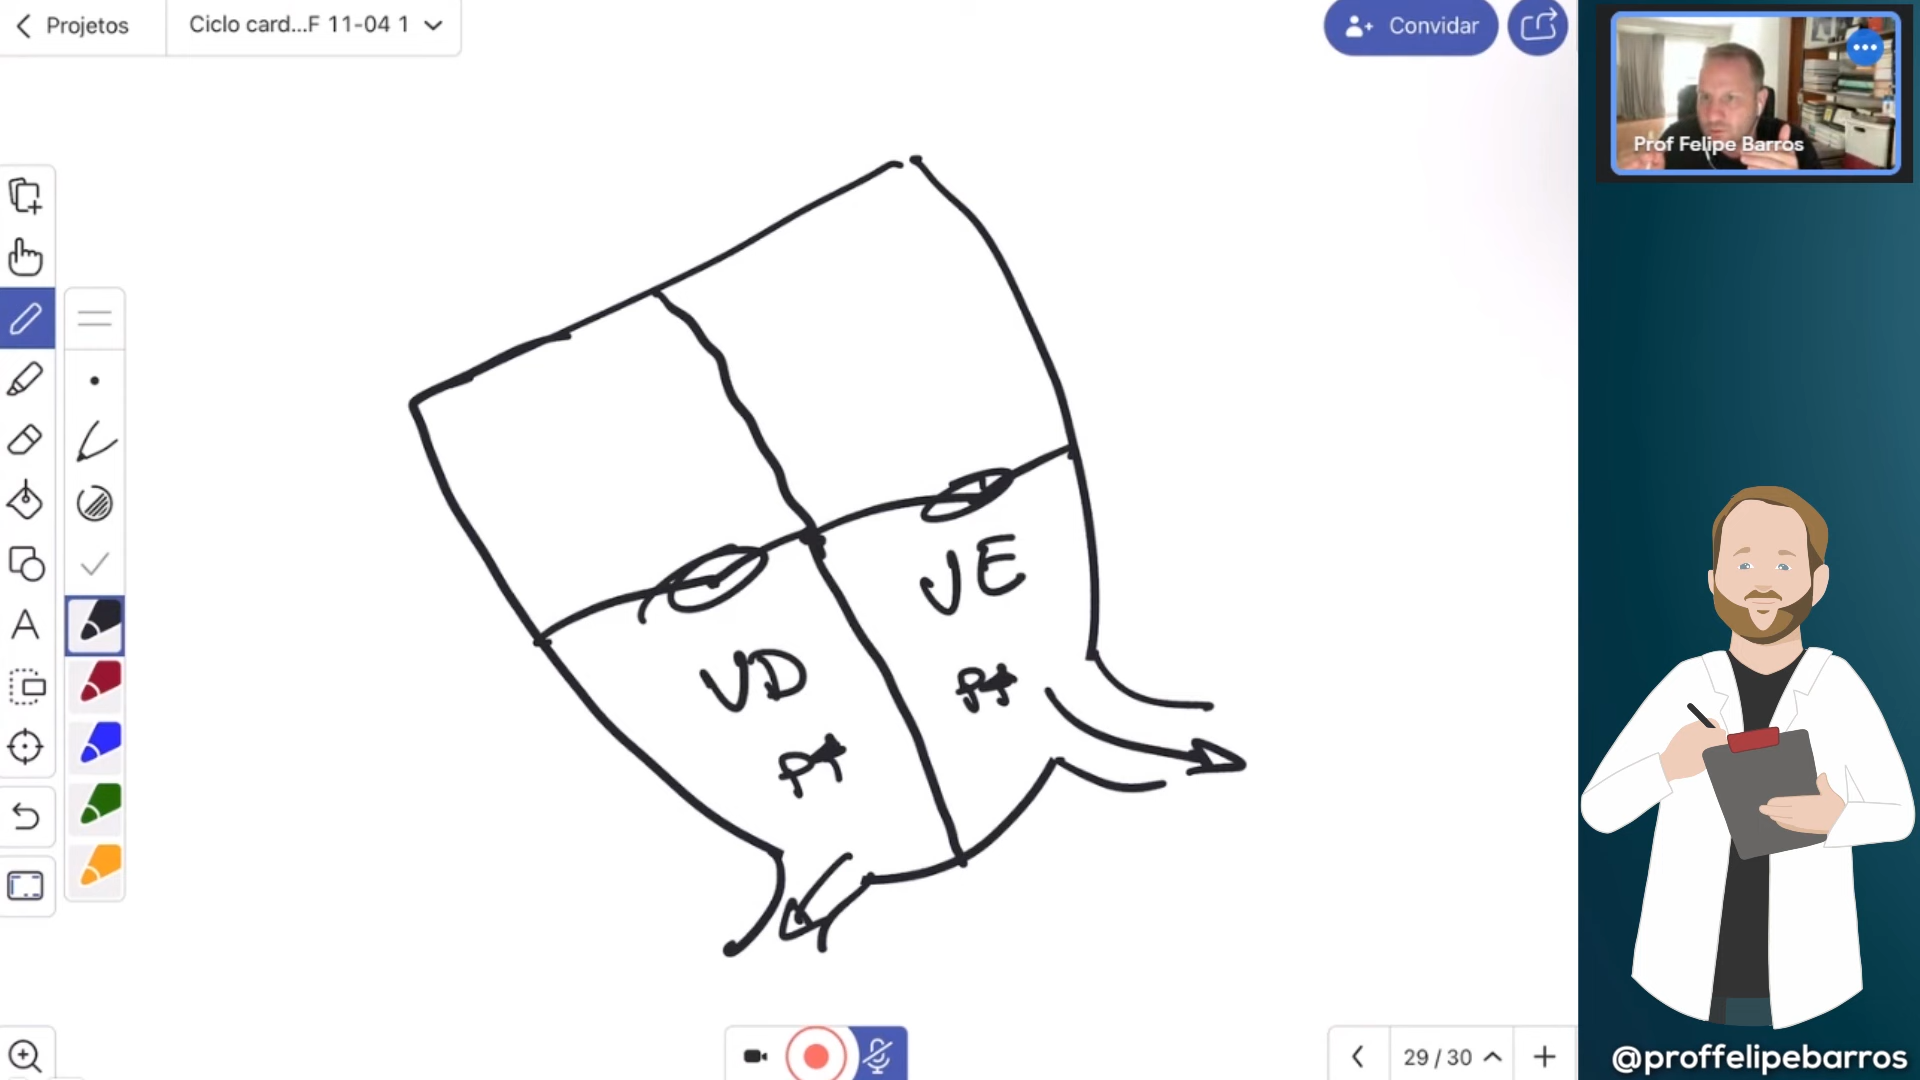 Projetos
Ciclo card...F 11-04 1
Convidar
Prof Felipe Barros
VE
P↑
VD
P↑
A
29 / 30
@proffelipebarros